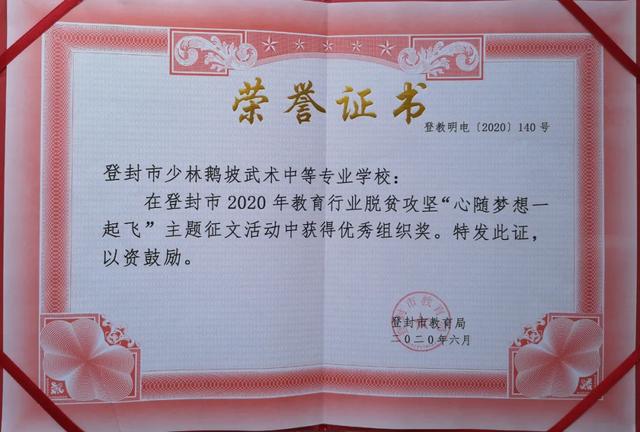 荣誉证书
登教明电〔2020〕140号
登封市少林鹅坡武术中等专业学校：
在登封市2020年教育行业脱贫攻坚“心随梦想一
起飞”主题征文活动中获得优秀组织奖。特发此证，
以资鼓励。
登封市教育局
二〇二〇年六月